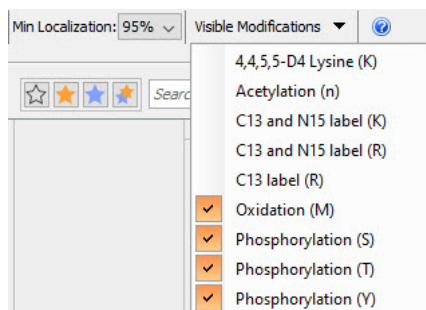 Min Localization: 95% Visible Modifications
4,4,5,5-D4 Lysine (K)
Searc
Acetylation (n)
C13 and N15 label (K)
C13 and N15 label (R)
C13 label (R)
Oxidation (M)
Phosphorylation (S)
Phosphorylation (T)
Phosphorylation (Y)